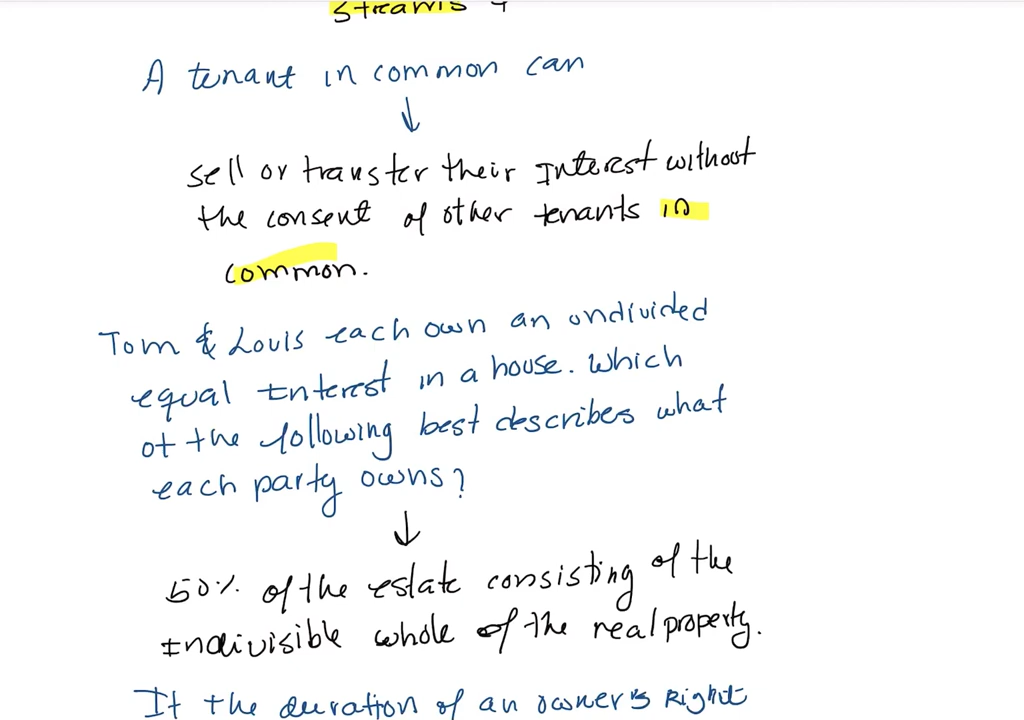 streams &
A tenant in common can
↓
sell or transfer their Interest without
the consent of other tenants in
common.
Tom & Louis each own an undivided
equal Interest in a house. Which
of the following best describes what
each party owns?
↓
50% of the estate consisting of the
Indivisible whole of the real property.
If the duration of an owner's Right